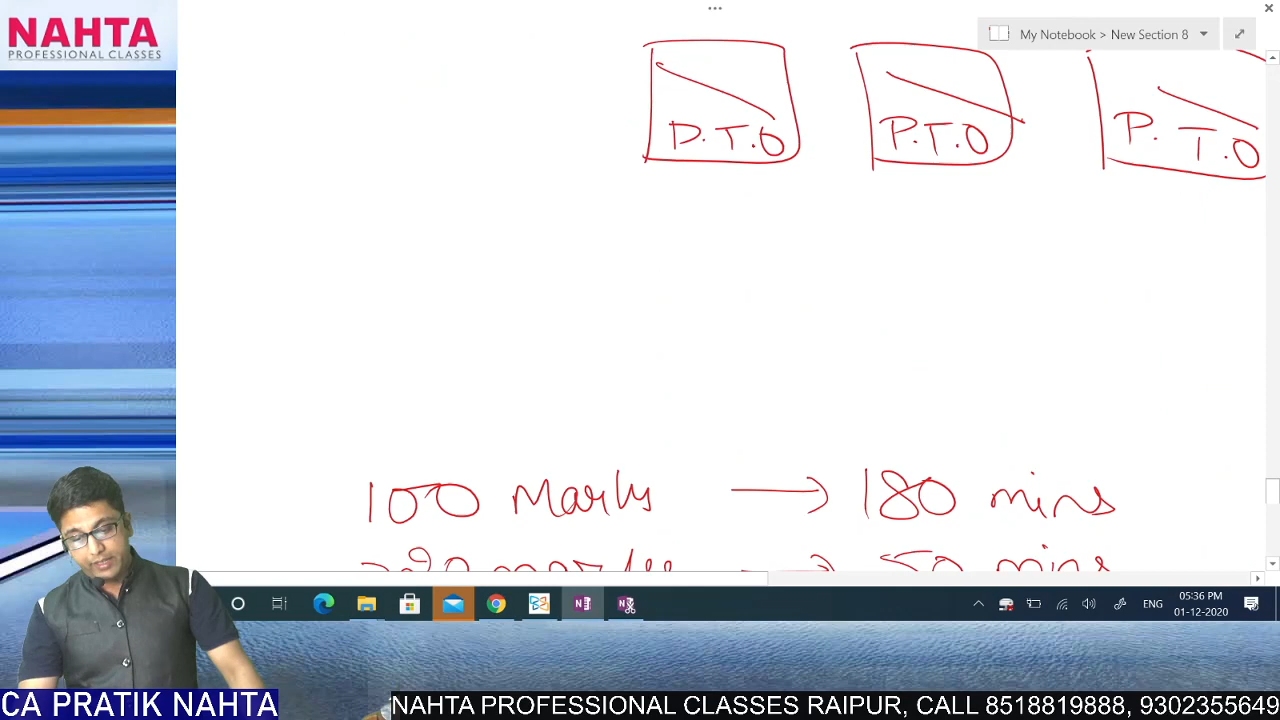 NAHTA
PROFESSIONAL CLASSES
My Notebook > New Section 8
P.T.O
P.T.O
P. T.O
100 Marks → 180 mins
mins
ENG
05:36 PM
01-12-2020
CA PRATIK NAHTA
NAHTA PROFESSIONAL CLASSES RAIPUR, CALL 8518819888, 9302355649